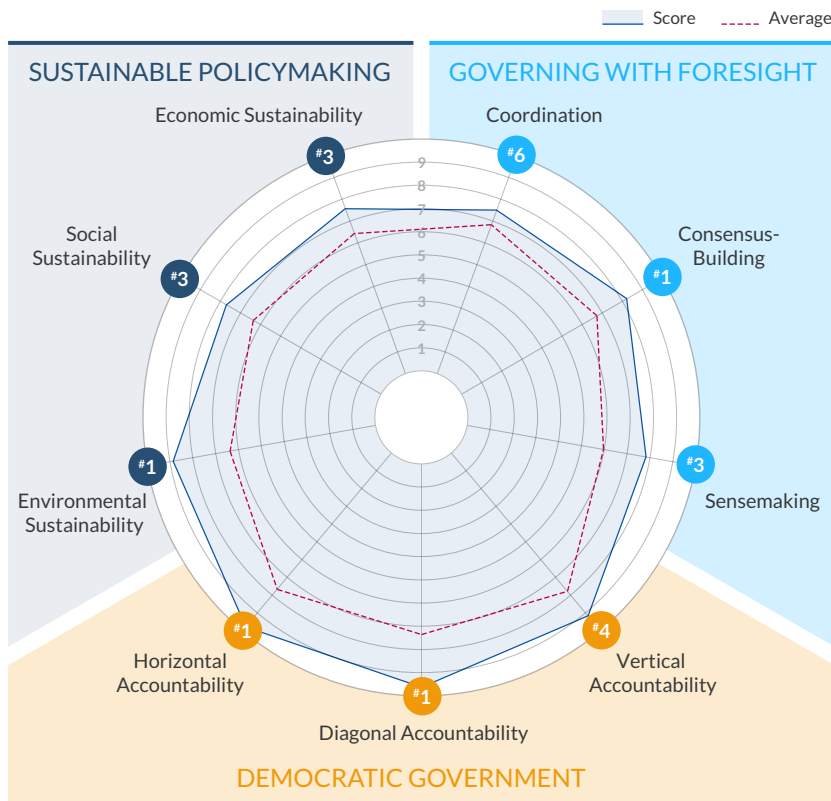 Score
Average
SUSTAINABLE POLICYMAKING
GOVERNING WITH FORESIGHT
Economic Sustainability
Coordination
#3
#6
9
8
7
6
5
4
3
2
1
Social
Sustainability
#3
Consensus-
Building
#1
#1
Environmental
Sustainability
#3
Sensemaking
#1
Horizontal
Accountability
#4
Vertical
Accountability
#1
Diagonal Accountability
DEMOCRATIC GOVERNMENT